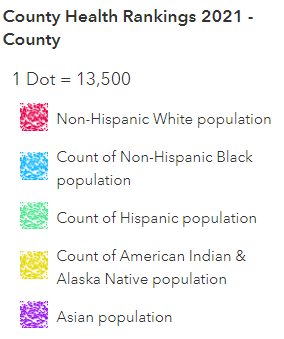 County Health Rankings 2021 -
County
1 Dot = 13,500
Non-Hispanic White population
Count of Non-Hispanic Black
population
Count of Hispanic population
Count of American Indian &
Alaska Native population
Asian population